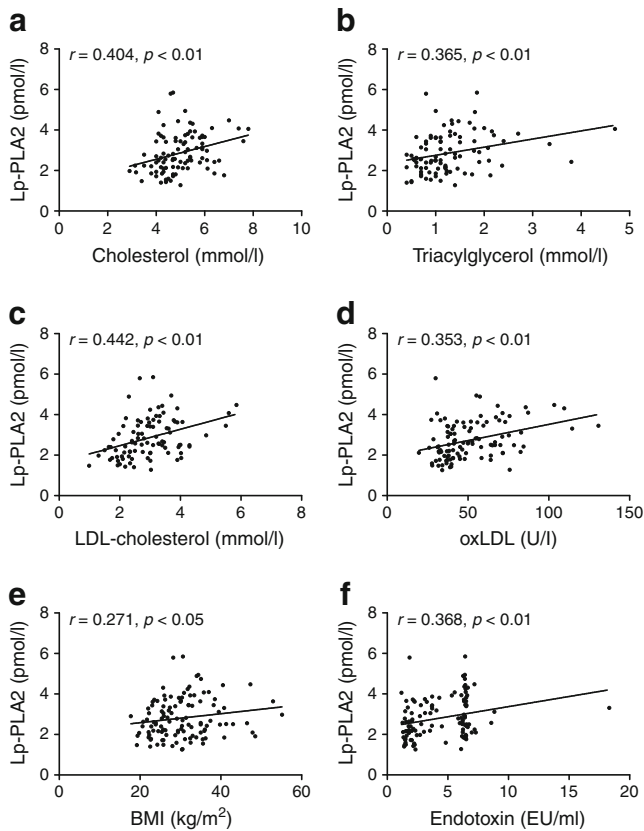 a
r = 0.404, p < 0.01
Lp-PLA2 (pmol/l)
8
6
4
2
0
0 2 4 6 8 10
Cholesterol (mmol/l)
b
r = 0.365, p < 0.01
Lp-PLA2 (pmol/l)
8
6
4
2
0
0 1 2 3 4 5
Triacylglycerol (mmol/l)
c
r = 0.442, p < 0.01
Lp-PLA2 (pmol/l)
8
6
4
2
0
0 2 4 6 8
LDL-cholesterol (mmol/l)
d
r = 0.353, p < 0.01
Lp-PLA2 (pmol/l)
8
6
4
2
0
0 50 100 150
oxLDL (U/l)
e
r = 0.271, p < 0.05
Lp-PLA2 (pmol/l)
8
6
4
2
0
0 20 40 60
BMI (kg/m²)
f
r = 0.368, p < 0.01
Lp-PLA2 (pmol/l)
8
6
4
2
0
0 5 10 15 20
Endotoxin (EU/ml)